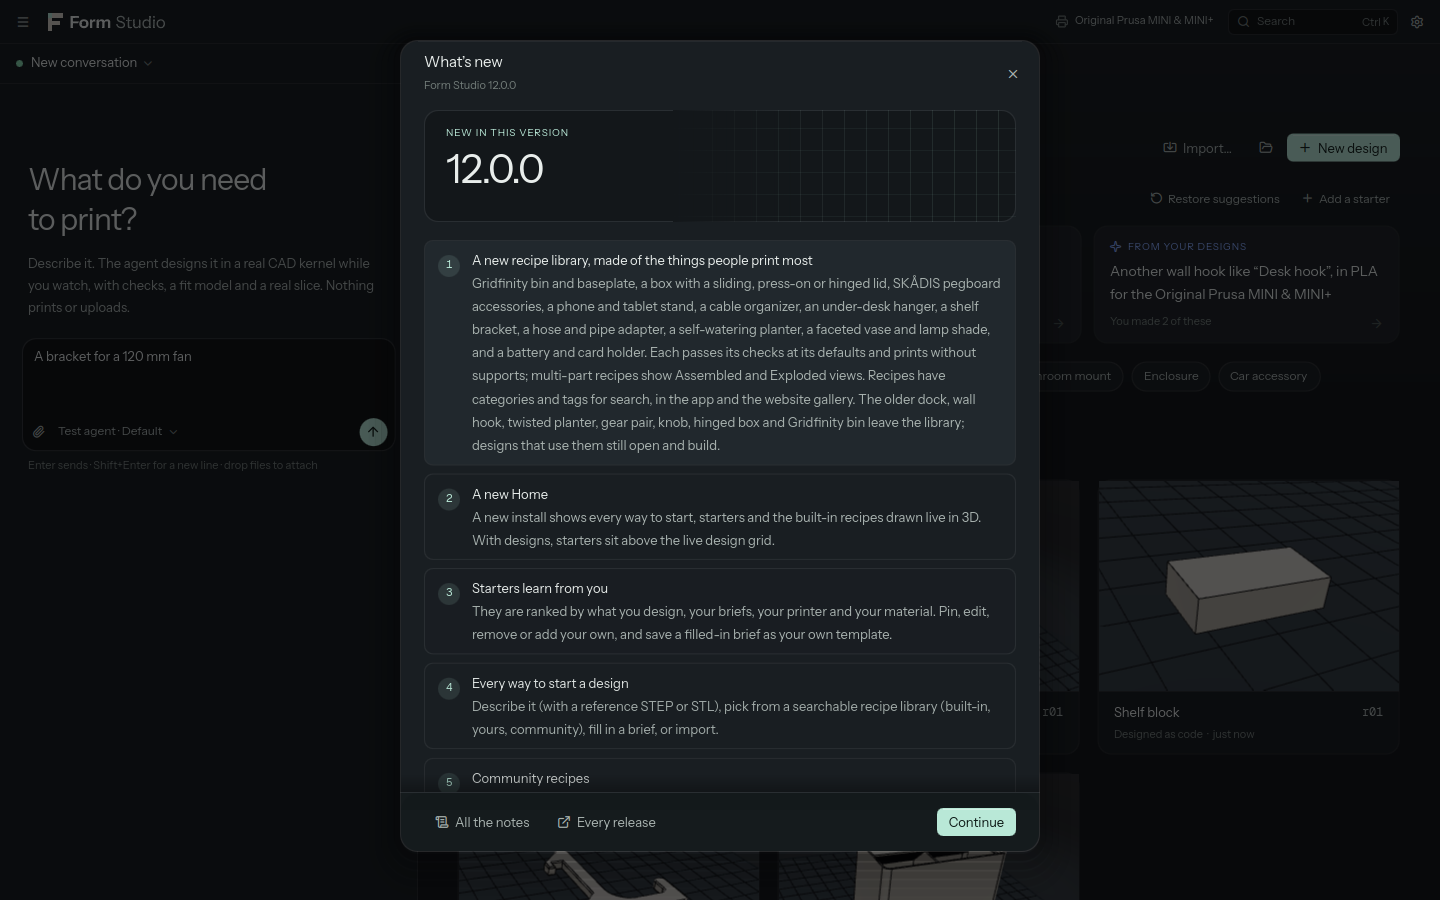 Form Studio
Original Prusa MINI & MINI+
Search
Ctrl K
New conversation
What do you need
to print?
Describe it. The agent designs it in a real CAD kernel while
you watch, with checks, a fit model and a real slice. Nothing
prints or uploads.
A bracket for a 120 mm fan
Test agent · Default
Enter sends · Shift+Enter for a new line · drop files to attach
What's new
Form Studio 12.0.0
NEW IN THIS VERSION
12.0.0
1
A new recipe library, made of the things people print most
Gridfinity bin and baseplate, a box with a sliding, press-on or hinged lid, SKÅDIS pegboard
accessories, a phone and tablet stand, a cable organizer, an under-desk hanger, a shelf
bracket, a hose and pipe adapter, a self-watering planter, a faceted vase and lamp shade,
and a battery and card holder. Each passes its checks at its defaults and prints without
supports; multi-part recipes show Assembled and Exploded views. Recipes have
categories and tags for search, in the app and the website gallery. The older dock, wall
hook, twisted planter, gear pair, knob, hinged box and Gridfinity bin leave the library;
designs that use them still open and build.
2
A new Home
A new install shows every way to start, starters and the built-in recipes drawn live in 3D.
With designs, starters sit above the live design grid.
3
Starters learn from you
They are ranked by what you design, your briefs, your printer and your material. Pin, edit,
remove or add your own, and save a filled-in brief as your own template.
4
Every way to start a design
Describe it (with a reference STEP or STL), pick from a searchable recipe library (built-in,
yours, community), fill in a brief, or import.
5
Community recipes
All the notes
Every release
Continue
Import...
New design
Restore suggestions
Add a starter
FROM YOUR DESIGNS
Another wall hook like “Desk hook”, in PLA
for the Original Prusa MINI & MINI+
You made 2 of these
mount
Enclosure
Car accessory
r01
Shelf block
r01
Designed as code · just now